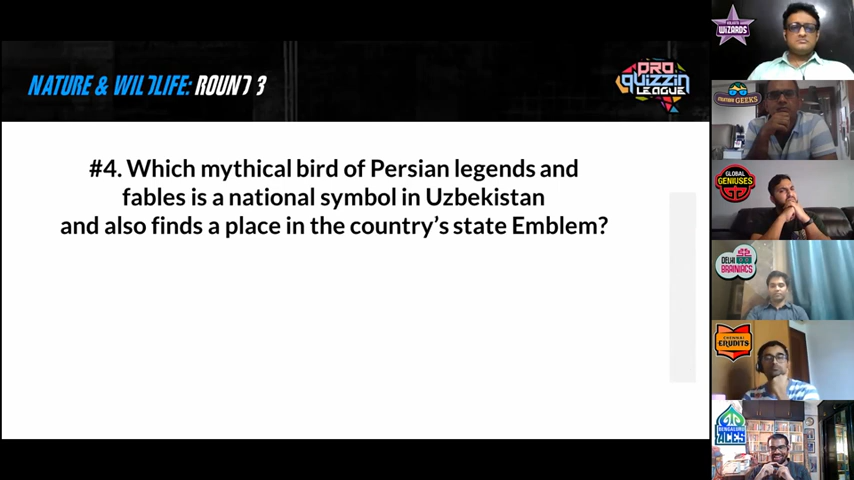 NATURE & WILDLIFE: ROUND 3
PRO
QUIZZIN
LEAGUE
#4. Which mythical bird of Persian legends and
fables is a national symbol in Uzbekistan
and also finds a place in the country’s state Emblem?
WIZARDS
GEEKS
GLOBAL
GENIUSES
DELHI
BRAINIACS
CHENNAI
ERUDITS
BENGALURU
ACES